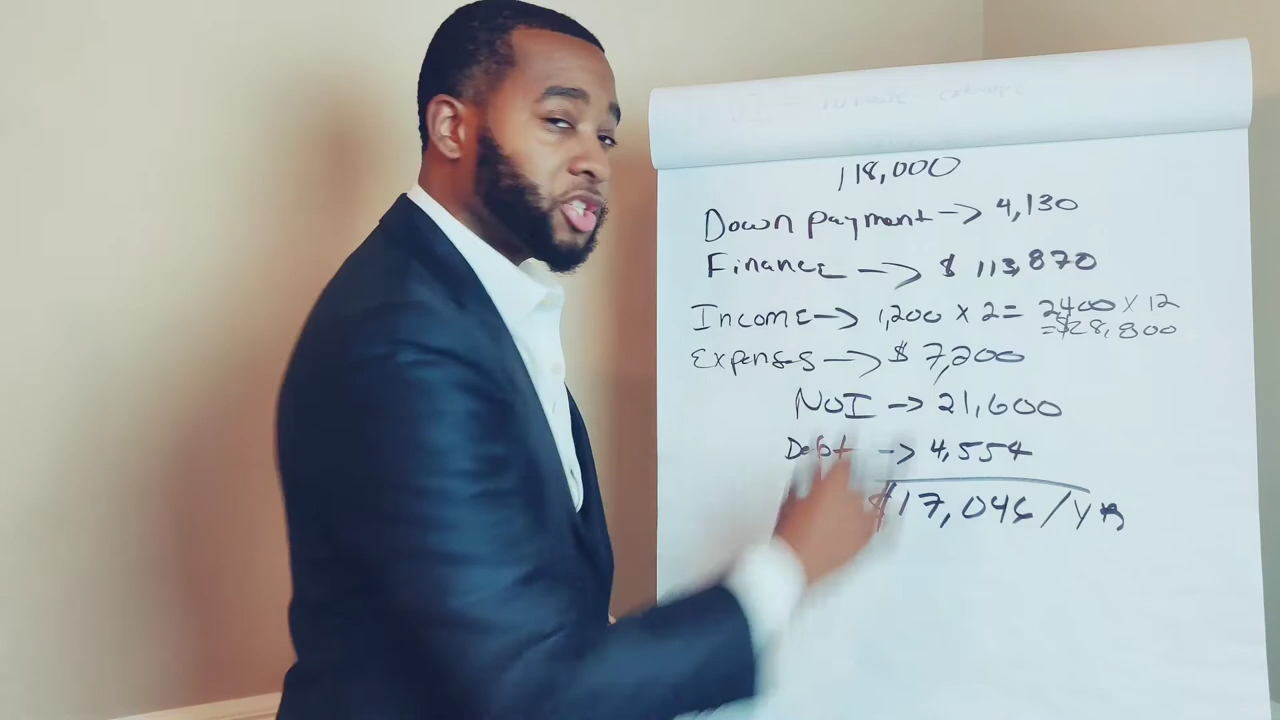 118,000
Down payment -> 4,130
Finance -> $ 113,870
Income -> 1,200 x 2 = 2400 x 12
= $28,800
Expenses -> $ 7,200
NOI -> 21,600
Debt -> 4,554
$17,046 / yr